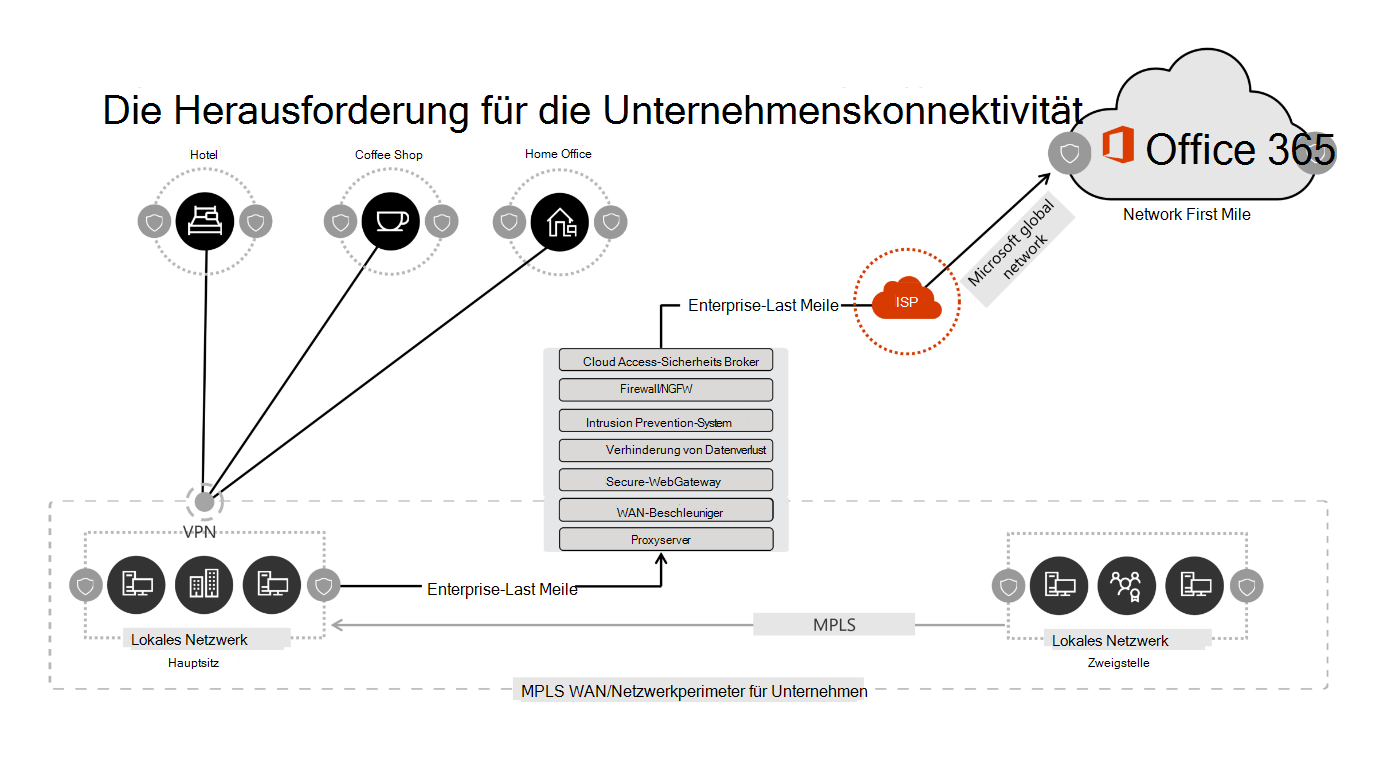 Die Herausforderung für die Unternehmenskonnektivität
Office 365
Network First Mile
Hotel
Coffee Shop
Home Office
Microsoft global
network
ISP
Enterprise-Last Meile
Cloud Access-Sicherheits Broker
Firewall/NGFW
Intrusion Prevention-System
Verhinderung von Datenverlust
Secure-WebGateway
WAN-Beschleuniger
Proxyserver
VPN
Enterprise-Last Meile
MPLS
Lokales Netzwerk
Hauptsitz
Lokales Netzwerk
Zweigstelle
MPLS WAN/Netzwerkperimeter für Unternehmen